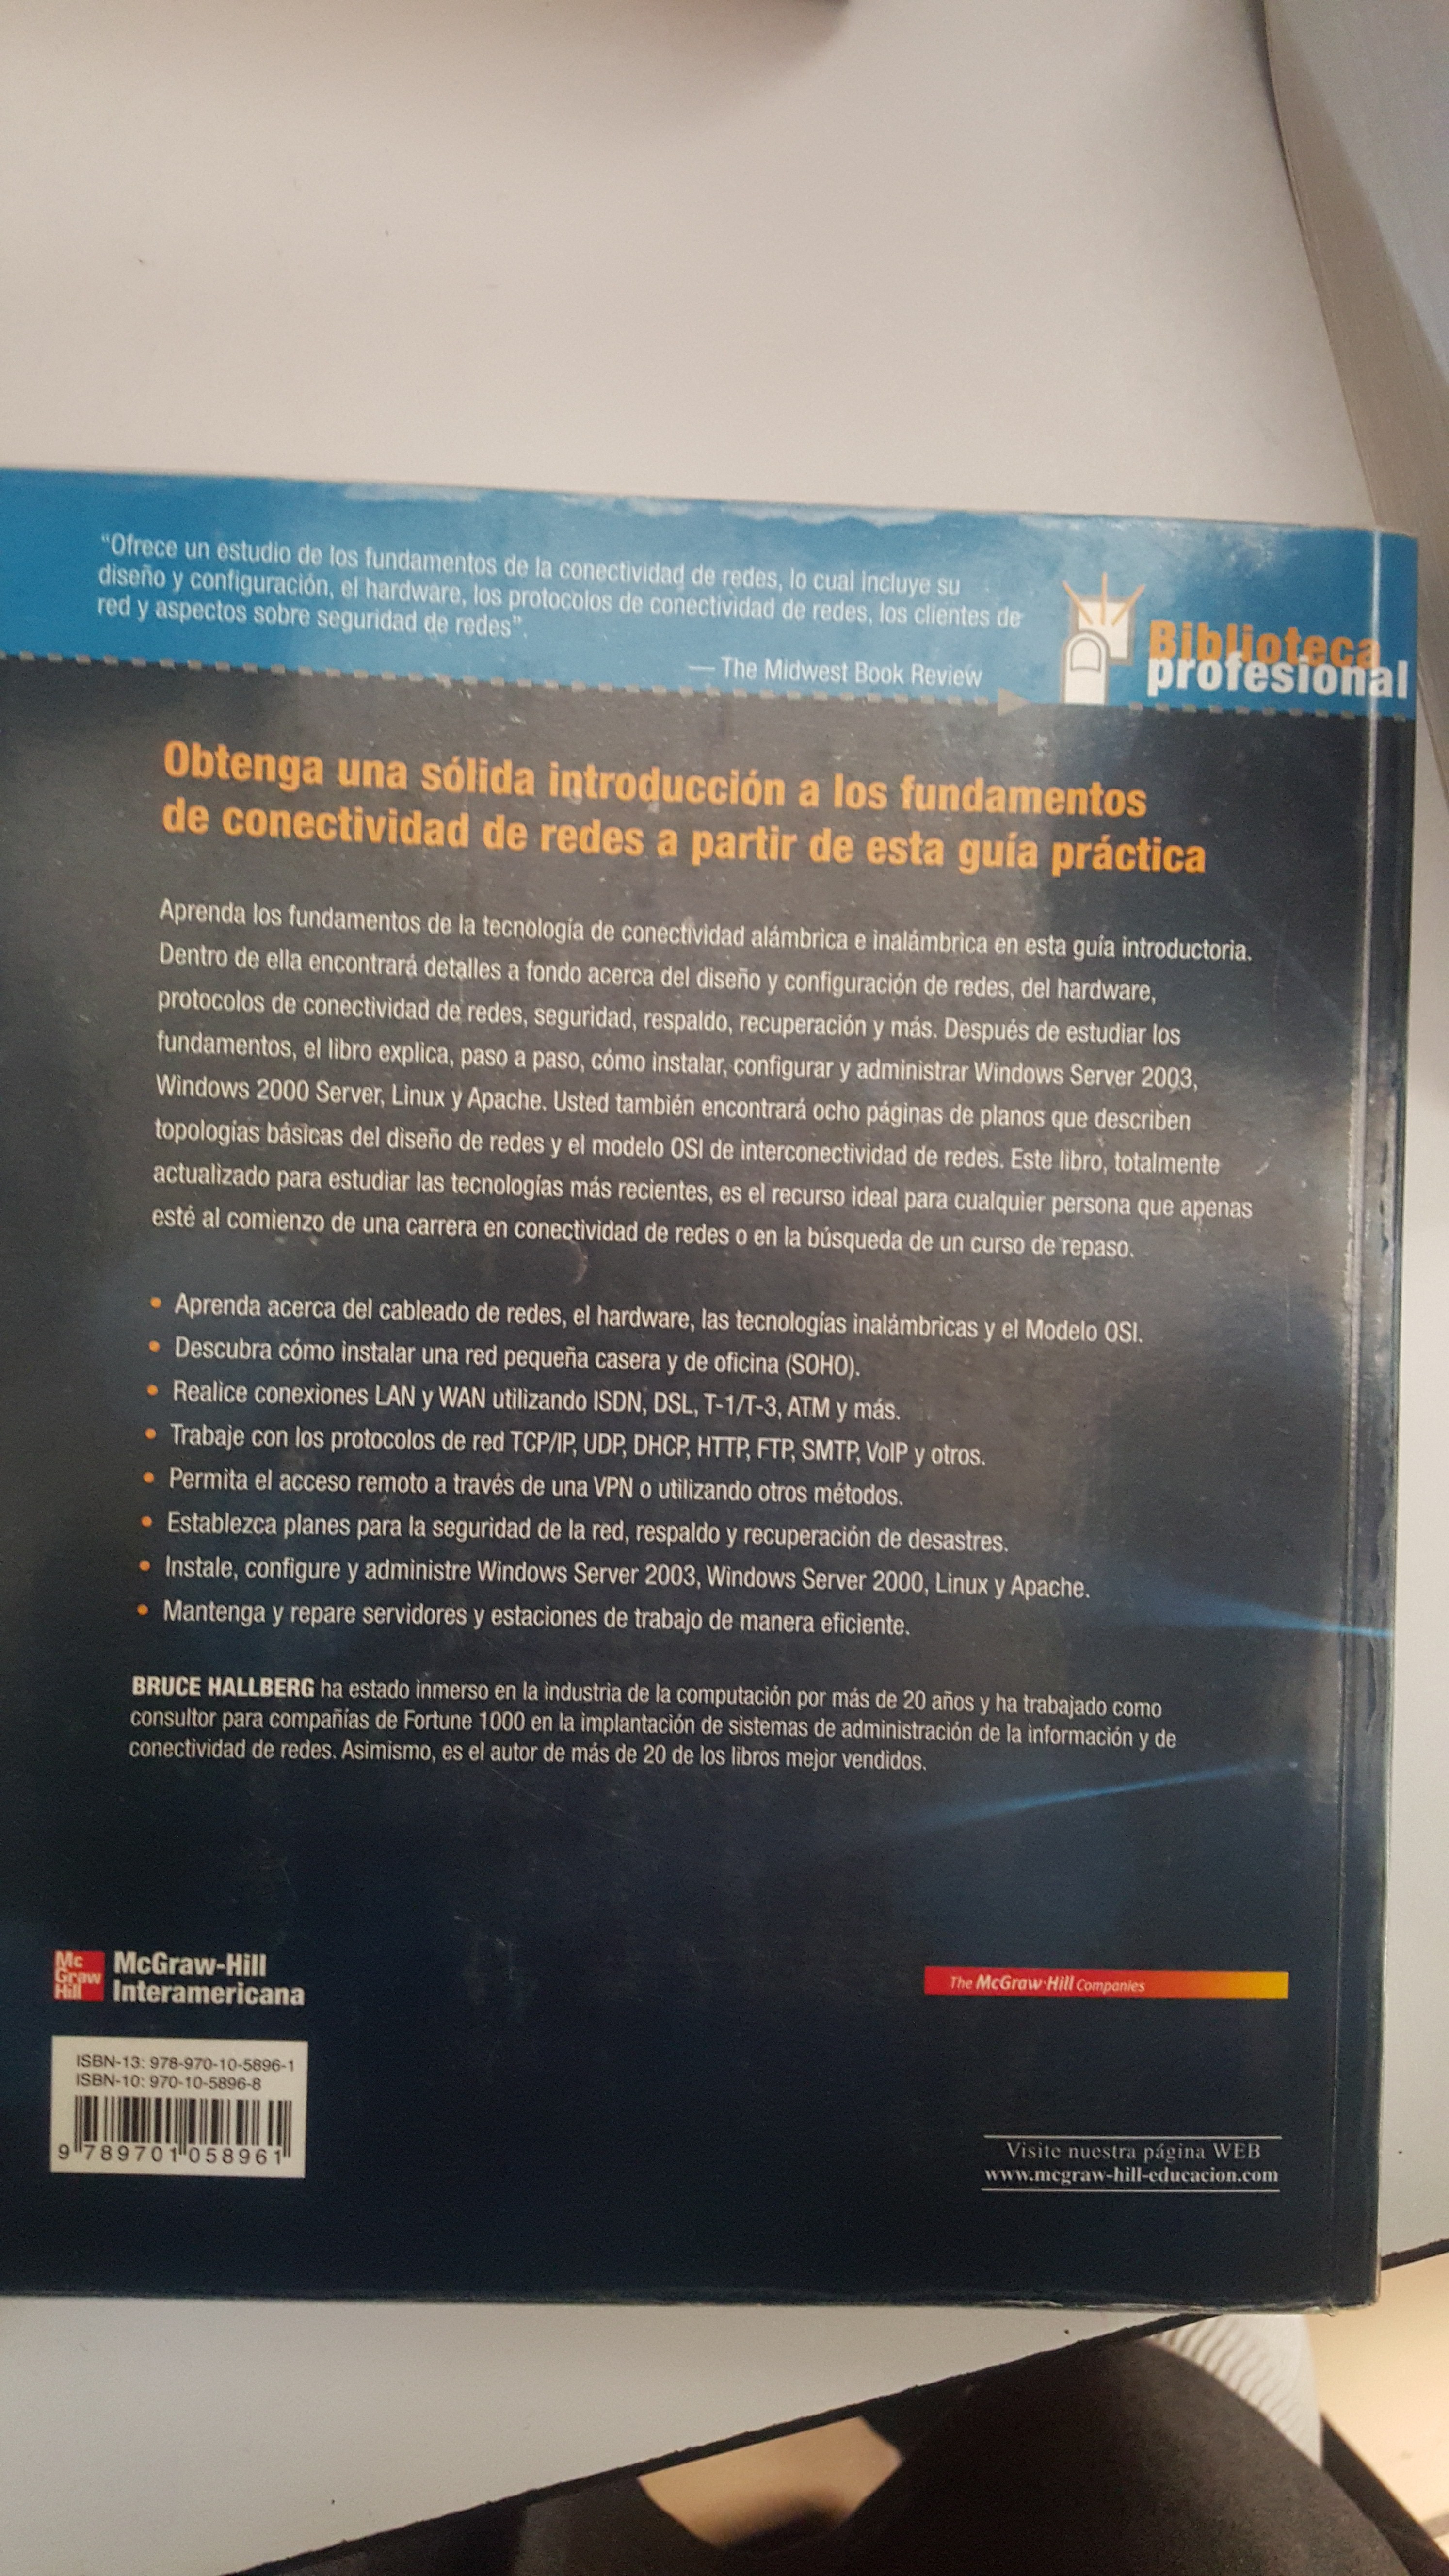 “Ofrece un estudio de los fundamentos de la conectividad de redes, lo cual incluye su
diseño y configuración, el hardware, los protocolos de conectividad de redes, los clientes de
red y aspectos sobre seguridad de redes”.
— The Midwest Book Review
Biblioteca
profesional
Obtenga una sólida introducción a los fundamentos
de conectividad de redes a partir de esta guía práctica
Aprenda los fundamentos de la tecnología de conectividad alámbrica e inalámbrica en esta guía introductoria.
Dentro de ella encontrará detalles a fondo acerca del diseño y configuración de redes, del hardware,
protocolos de conectividad de redes, seguridad, respaldo, recuperación y más. Después de estudiar los
fundamentos, el libro explica, paso a paso, cómo instalar, configurar y administrar Windows Server 2003,
Windows 2000 Server, Linux y Apache. Usted también encontrará ocho páginas de planos que describen
topologías básicas del diseño de redes y el modelo OSI de interconectividad de redes. Este libro, totalmente
actualizado para estudiar las tecnologías más recientes, es el recurso ideal para cualquier persona que apenas
esté al comienzo de una carrera en conectividad de redes o en la búsqueda de un curso de repaso.
• Aprenda acerca del cableado de redes, el hardware, las tecnologías inalámbricas y el Modelo OSI.
• Descubra cómo instalar una red pequeña casera y de oficina (SOHO).
• Realice conexiones LAN y WAN utilizando ISDN, DSL, T-1/T-3, ATM y más.
• Trabaje con los protocolos de red TCP/IP, UDP, DHCP, HTTP, FTP, SMTP, VoIP y otros.
• Permita el acceso remoto a través de una VPN o utilizando otros métodos.
• Establezca planes para la seguridad de la red, respaldo y recuperación de desastres.
• Instale, configure y administre Windows Server 2003, Windows Server 2000, Linux y Apache.
• Mantenga y repare servidores y estaciones de trabajo de manera eficiente.
BRUCE HALLBERG ha estado inmerso en la industria de la computación por más de 20 años y ha trabajado como
consultor para compañías de Fortune 1000 en la implantación de sistemas de administración de la información y de
conectividad de redes. Asimismo, es el autor de más de 20 de los libros mejor vendidos.
Mc
Graw
Hill
McGraw-Hill
Interamericana
The McGraw·Hill Companies
ISBN-13: 978-970-10-5896-1
ISBN-10: 970-10-5896-8
9 789701 058961
Visite nuestra página WEB
www.mcgraw-hill-educacion.com